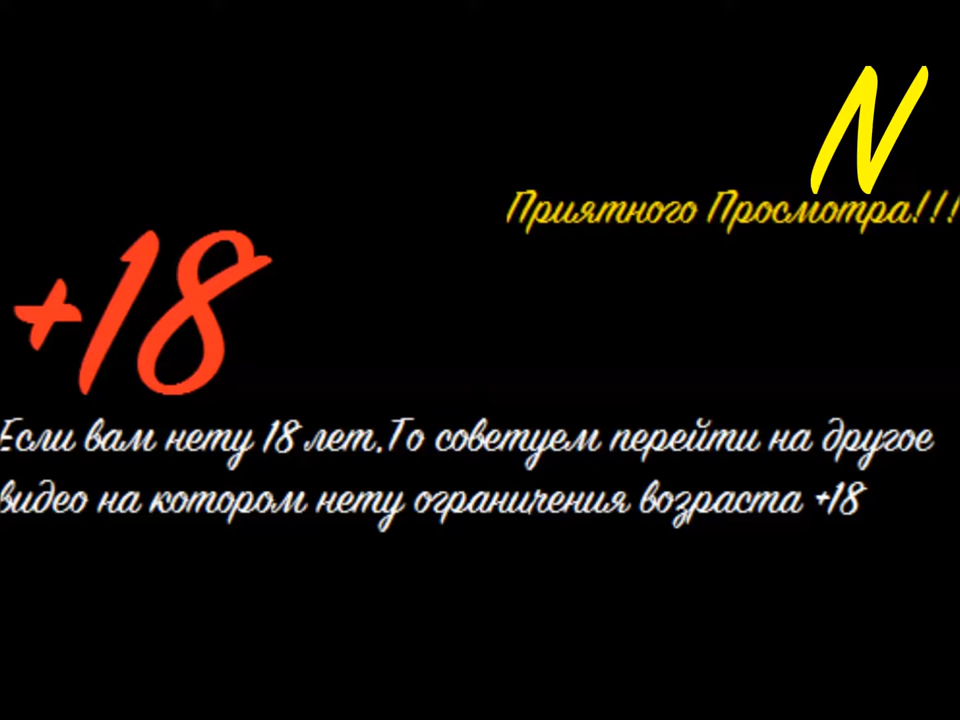 N
Приятного Просмотра!!!
+18
Если вам нету 18 лет.То советуем перейти на другое
видео на котором нету ограничения возраста +18